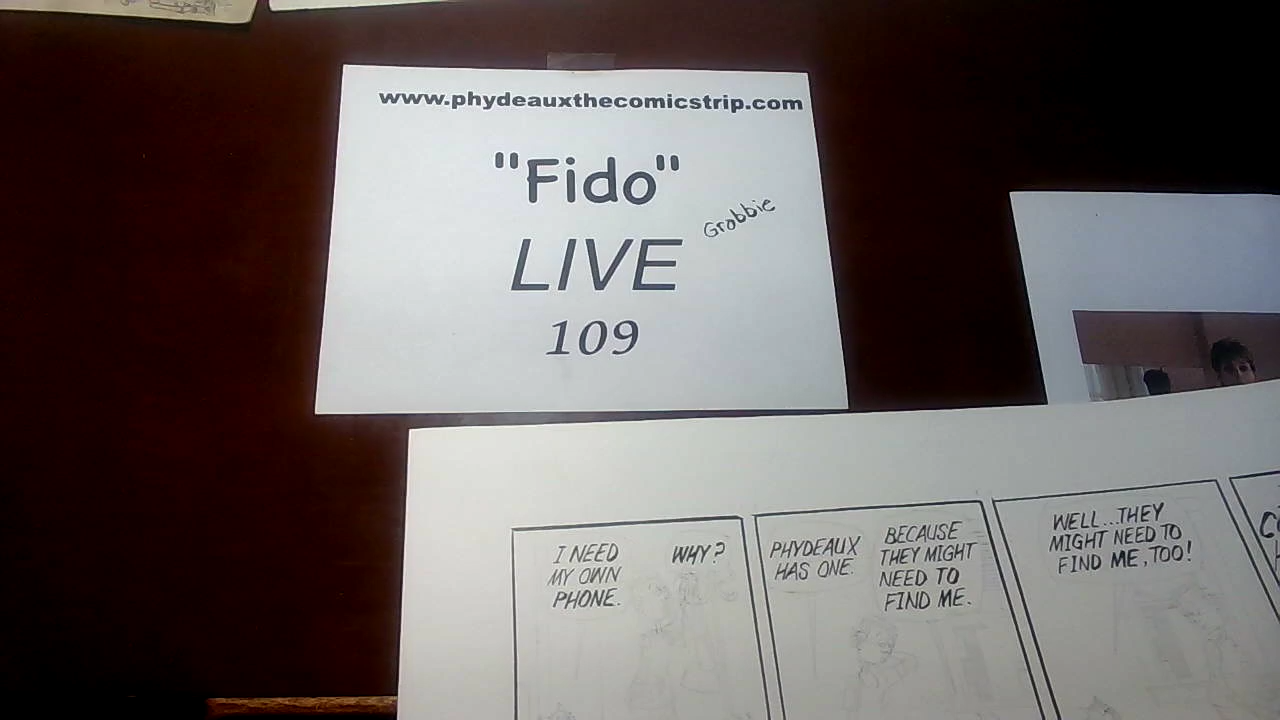 www.phydeauxthecomicstrip.com
"Fido"
Grabbie
LIVE
109
I NEED
MY OWN
PHONE.
WHY?
PHYDEAUX
HAS ONE.
BECAUSE
THEY MIGHT
NEED TO
FIND ME.
WELL...THEY
MIGHT NEED TO
FIND ME, TOO!